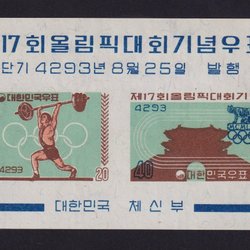 제17회올림픽대회기념우표
단기 4293년 8월 25일 발행
대한민국우표
4293
20
제17회올림픽대회기
4293
40
대한민국우표
대한민국 체신부